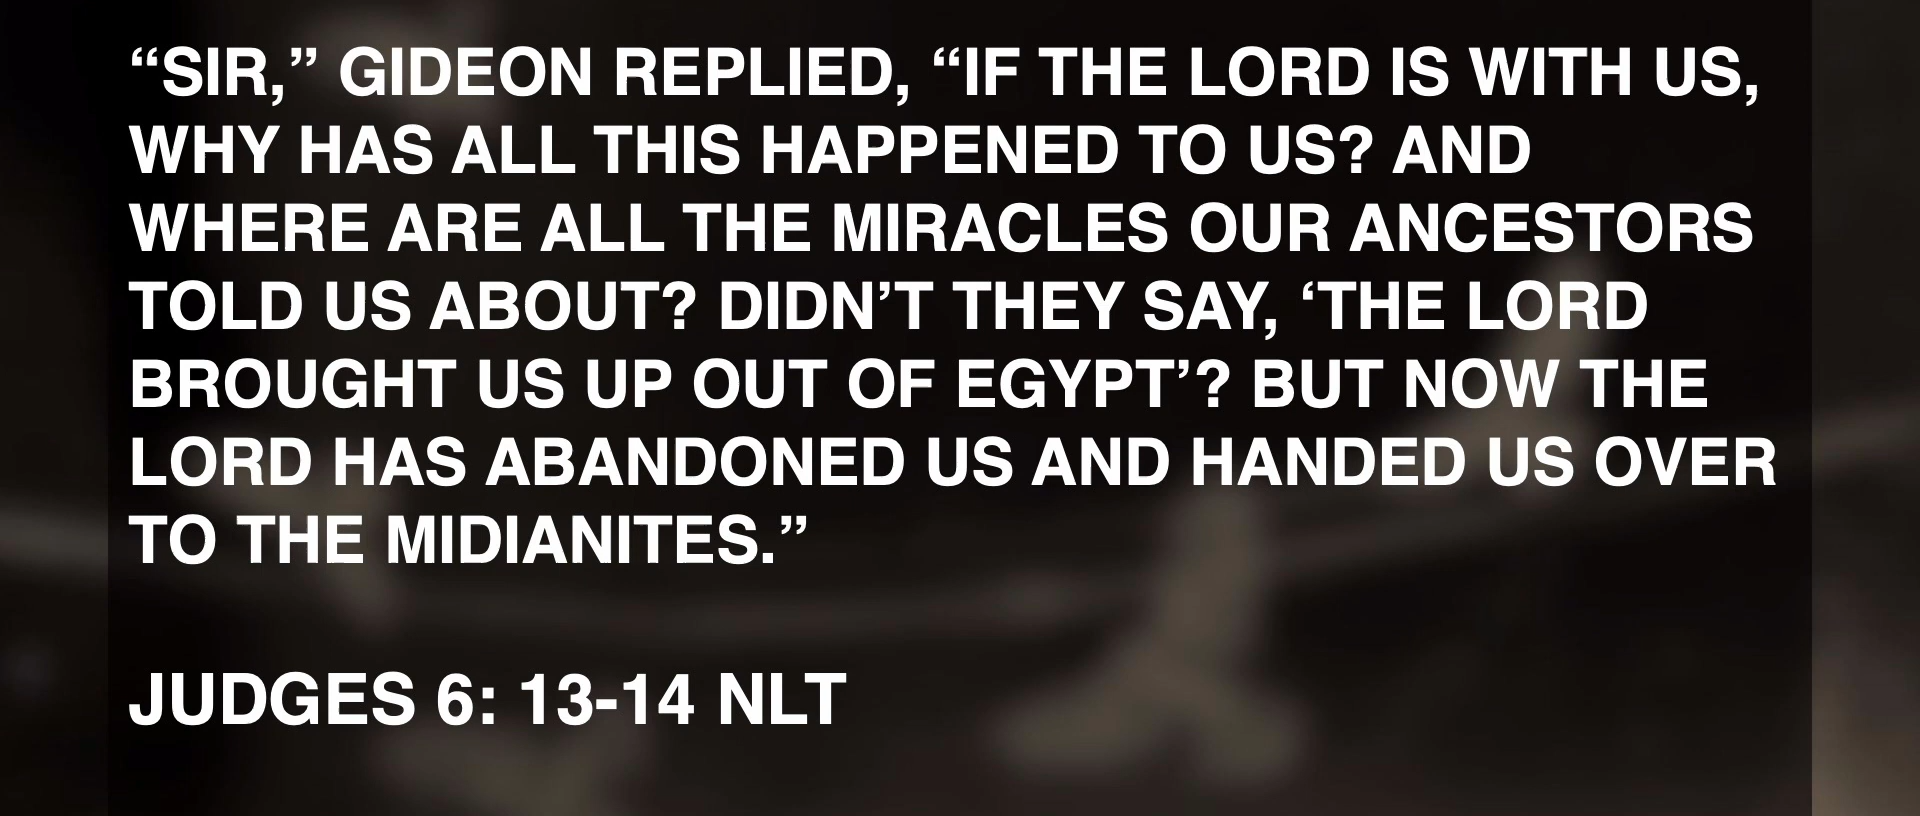 “SIR,” GIDEON REPLIED, “IF THE LORD IS WITH US,
WHY HAS ALL THIS HAPPENED TO US? AND
WHERE ARE ALL THE MIRACLES OUR ANCESTORS
TOLD US ABOUT? DIDN’T THEY SAY, ‘THE LORD
BROUGHT US UP OUT OF EGYPT’? BUT NOW THE
LORD HAS ABANDONED US AND HANDED US OVER
TO THE MIDIANITES.”
JUDGES 6: 13-14 NLT